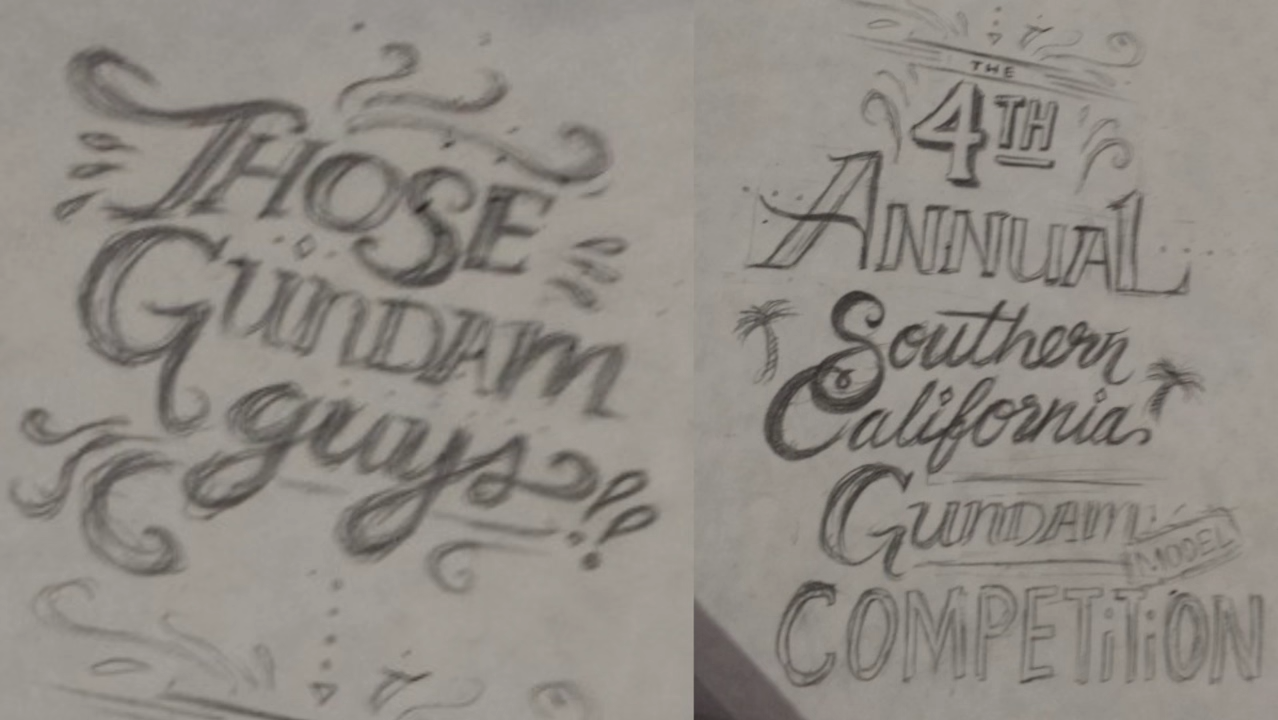 THOSE
GUNDAM
guys!!
THE
4TH
ANNUAL
Southern
California
GUNDAM
MODEL
COMPETiTiON